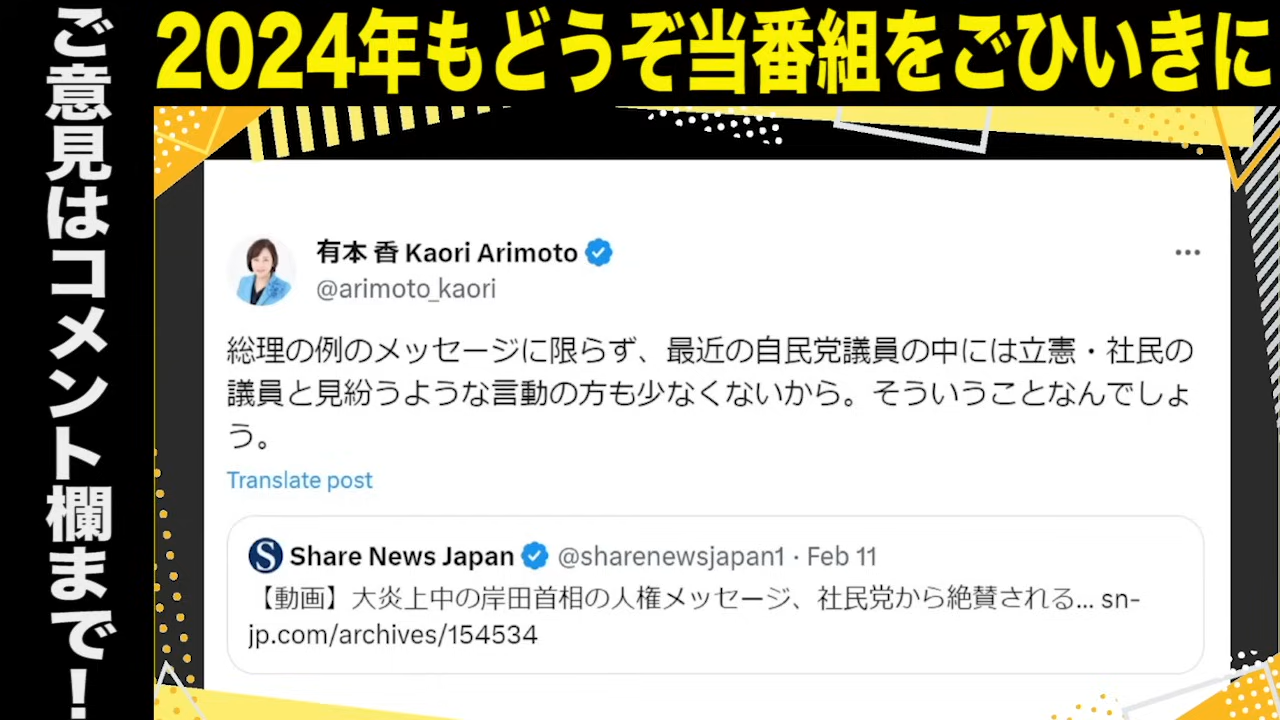 2024年もどうぞ当番組をごひいきに
ご意見はコメント欄まで！
有本 香 Kaori Arimoto
@arimoto_kaori
総理の例のメッセージに限らず、最近の自民党議員の中には立憲・社民の
議員と見紛うような言動の方も少なくないから。そういうことなんでしょ
う。
Translate post
S Share News Japan @sharenewsjapan1 · Feb 11
【動画】大炎上中の岸田首相の人権メッセージ、社民党から絶賛される... sn-
jp.com/archives/154534